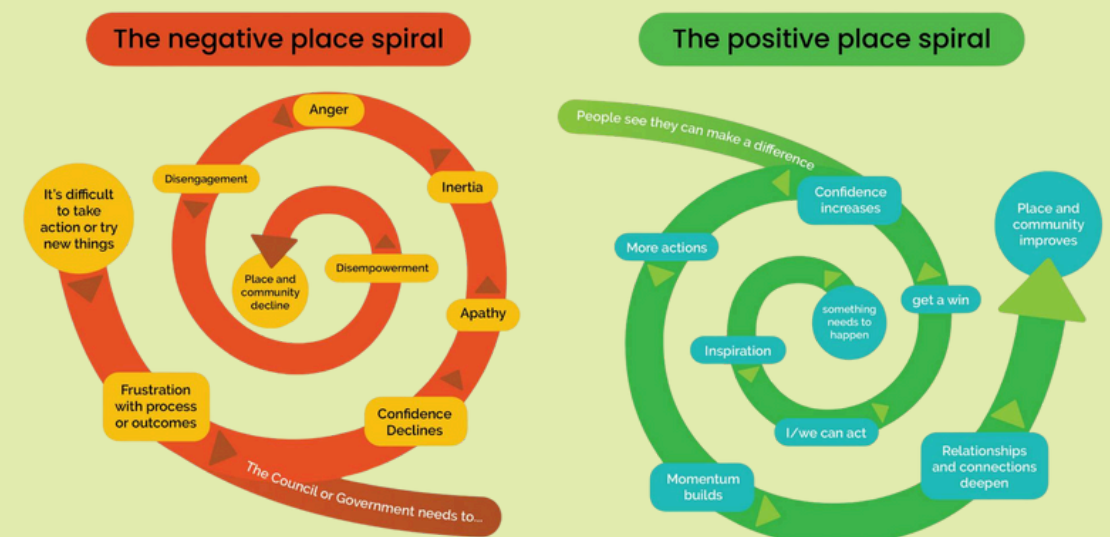 The negative place spiral
Anger
Disengagement
Inertia
It's difficult
to take
action or try
new things
Disempowerment
Place and
community
decline
Apathy
Frustration
with process
or outcomes
Confidence
Declines
The Council or Government needs to...
The positive place spiral
People see they can make a difference
Confidence
increases
Place and
community
improves
More actions
get a win
something
needs to
happen
Inspiration
I/we can act
Relationships
and connections
deepen
Momentum
builds